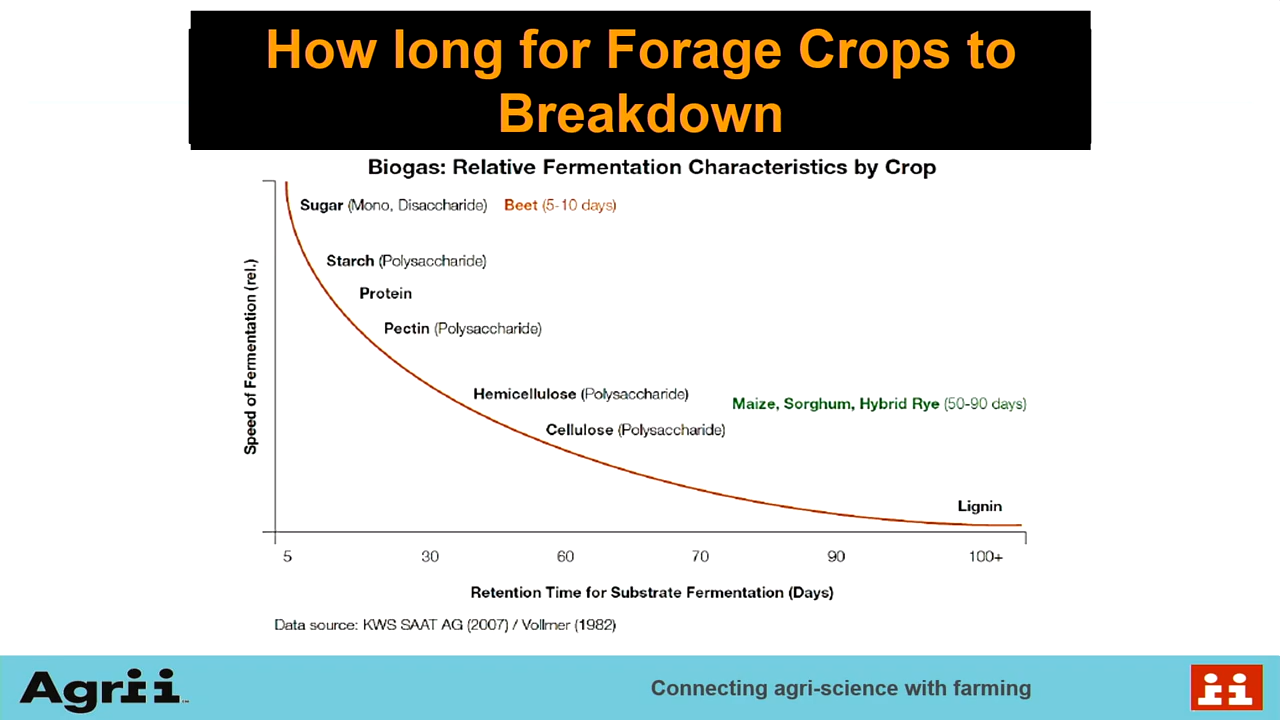 How long for Forage Crops to
Breakdown
Biogas: Relative Fermentation Characteristics by Crop
Sugar (Mono, Disaccharide) Beet (5-10 days)
Starch (Polysaccharide)
Protein
Pectin (Polysaccharide)
Hemicellulose (Polysaccharide)
Maize, Sorghum, Hybrid Rye (50-90 days)
Cellulose (Polysaccharide)
Lignin
Speed of Fermentation (rel.)
5 30 60 70 90 100+
Retention Time for Substrate Fermentation (Days)
Data source: KWS SAAT AG (2007) / Vollmer (1982)
Agrii
Connecting agri-science with farming